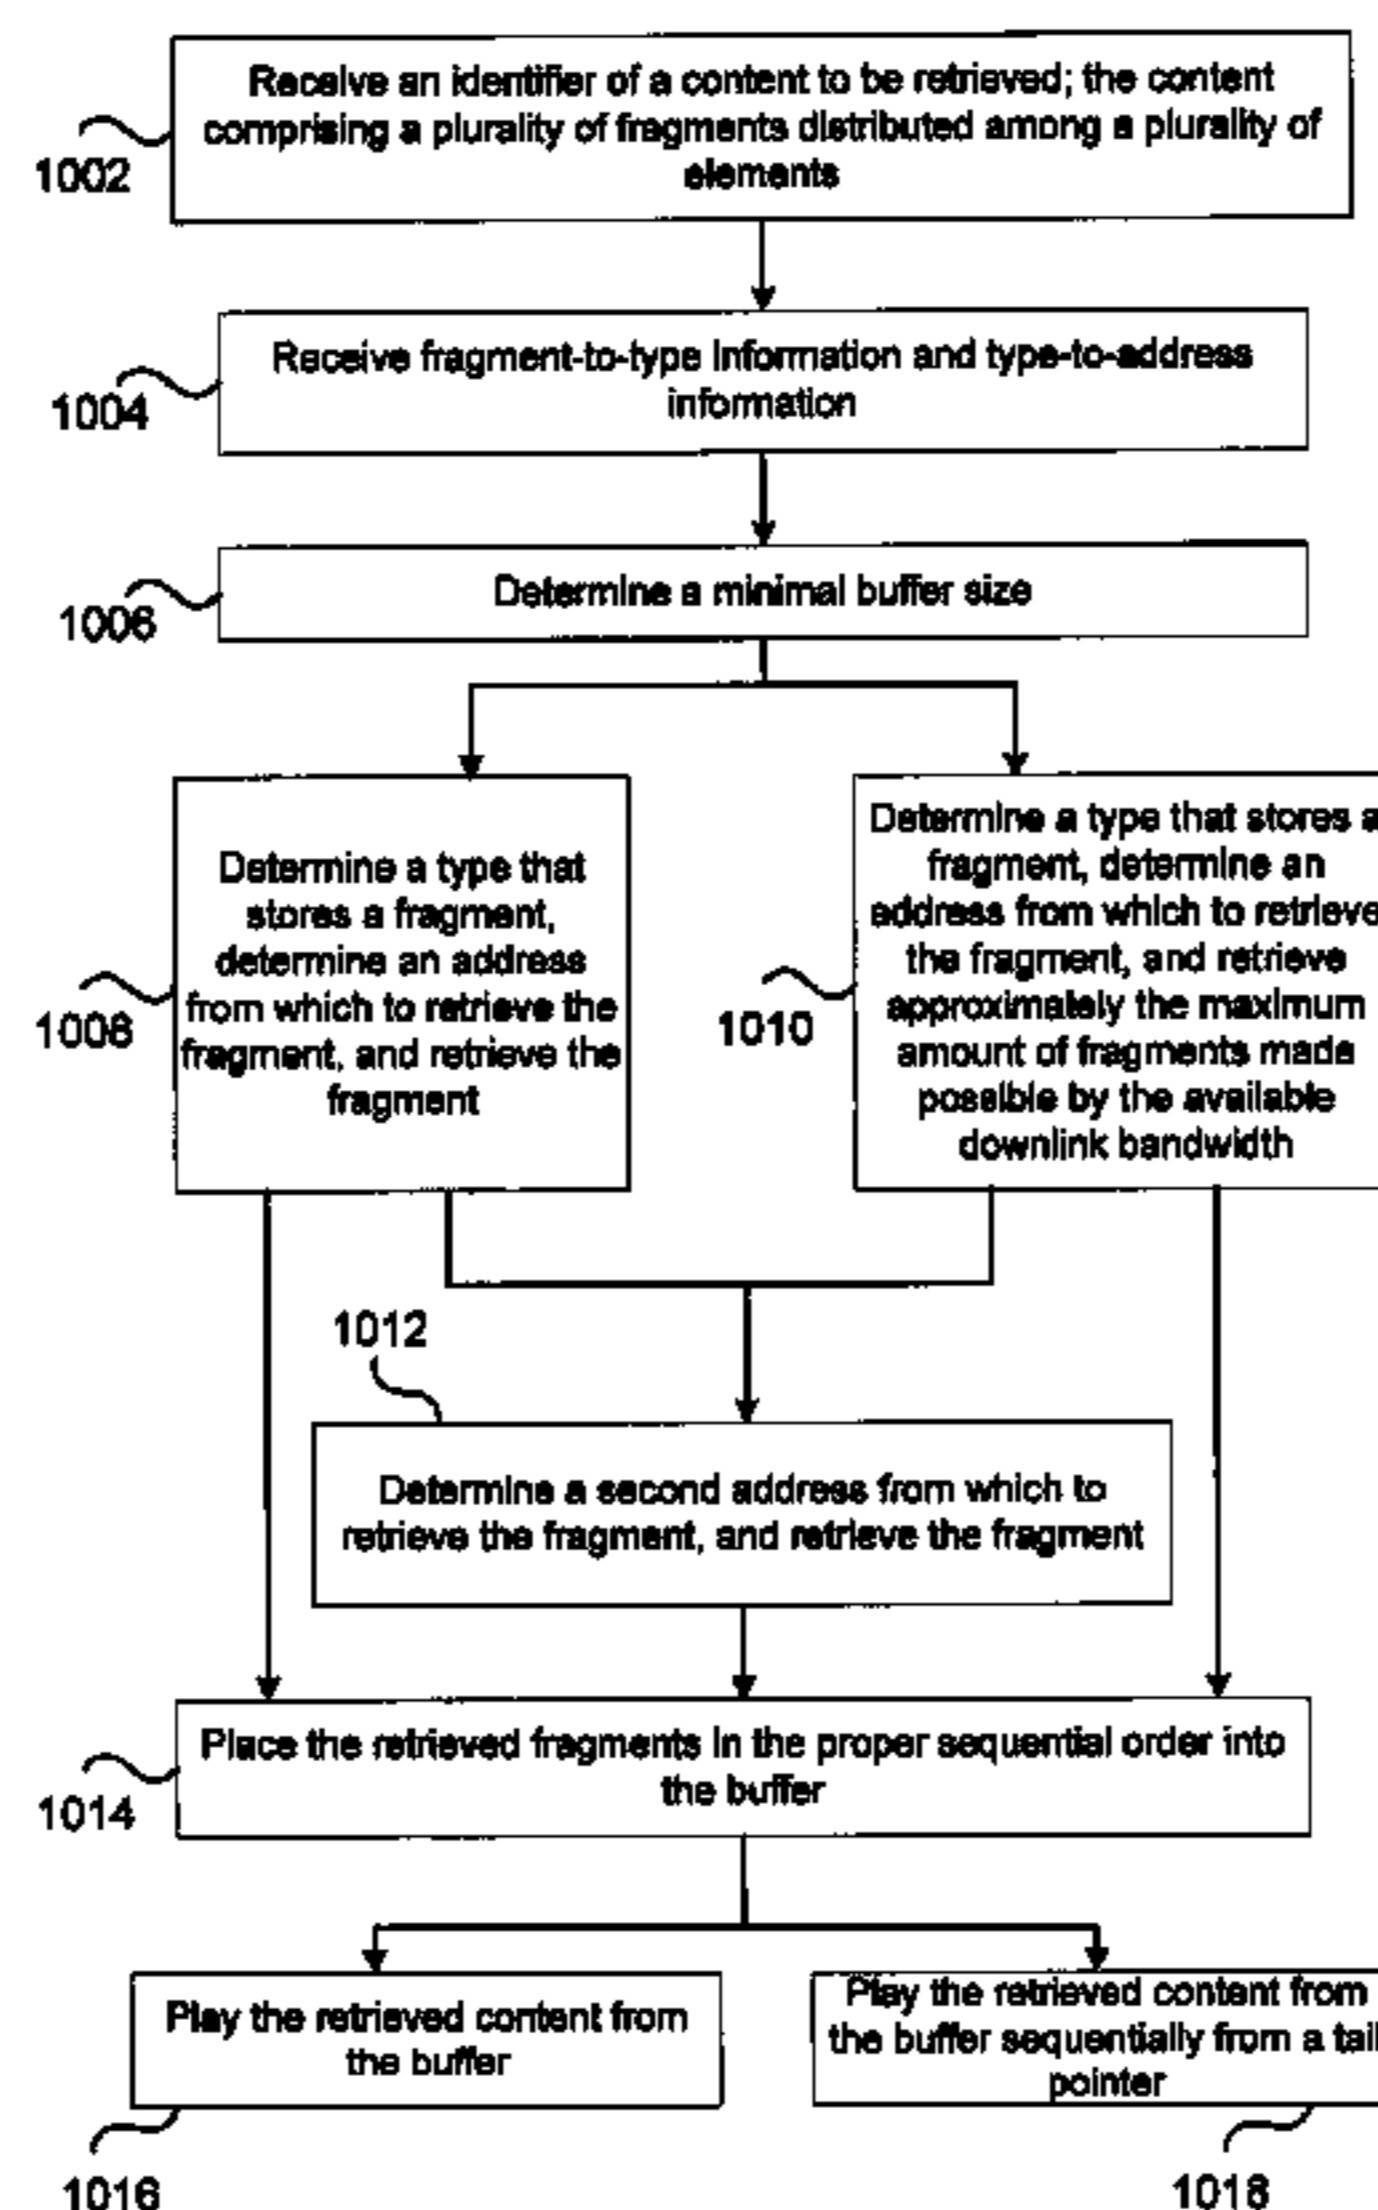 Receive an identifier of a content to be retrieved; the content
comprising a plurality of fragments distributed among a plurality of
elements
1002
Receive fragment-to-type information and type-to-address
information
1004
Determine a minimal buffer size
1006
Determine a type that
stores a fragment,
determine an address
from which to retrieve the
fragment, and retrieve the
fragment
1008
Determine a type that stores a
fragment, determine an
address from which to retrieve
the fragment, and retrieve
approximately the maximum
amount of fragments made
possible by the available
downlink bandwidth
1010
1012
Determine a second address from which to
retrieve the fragment, and retrieve the fragment
Place the retrieved fragments in the proper sequential order into
the buffer
1014
Play the retrieved content from
the buffer
Play the retrieved content from
the buffer sequentially from a tail
pointer
1016
1018